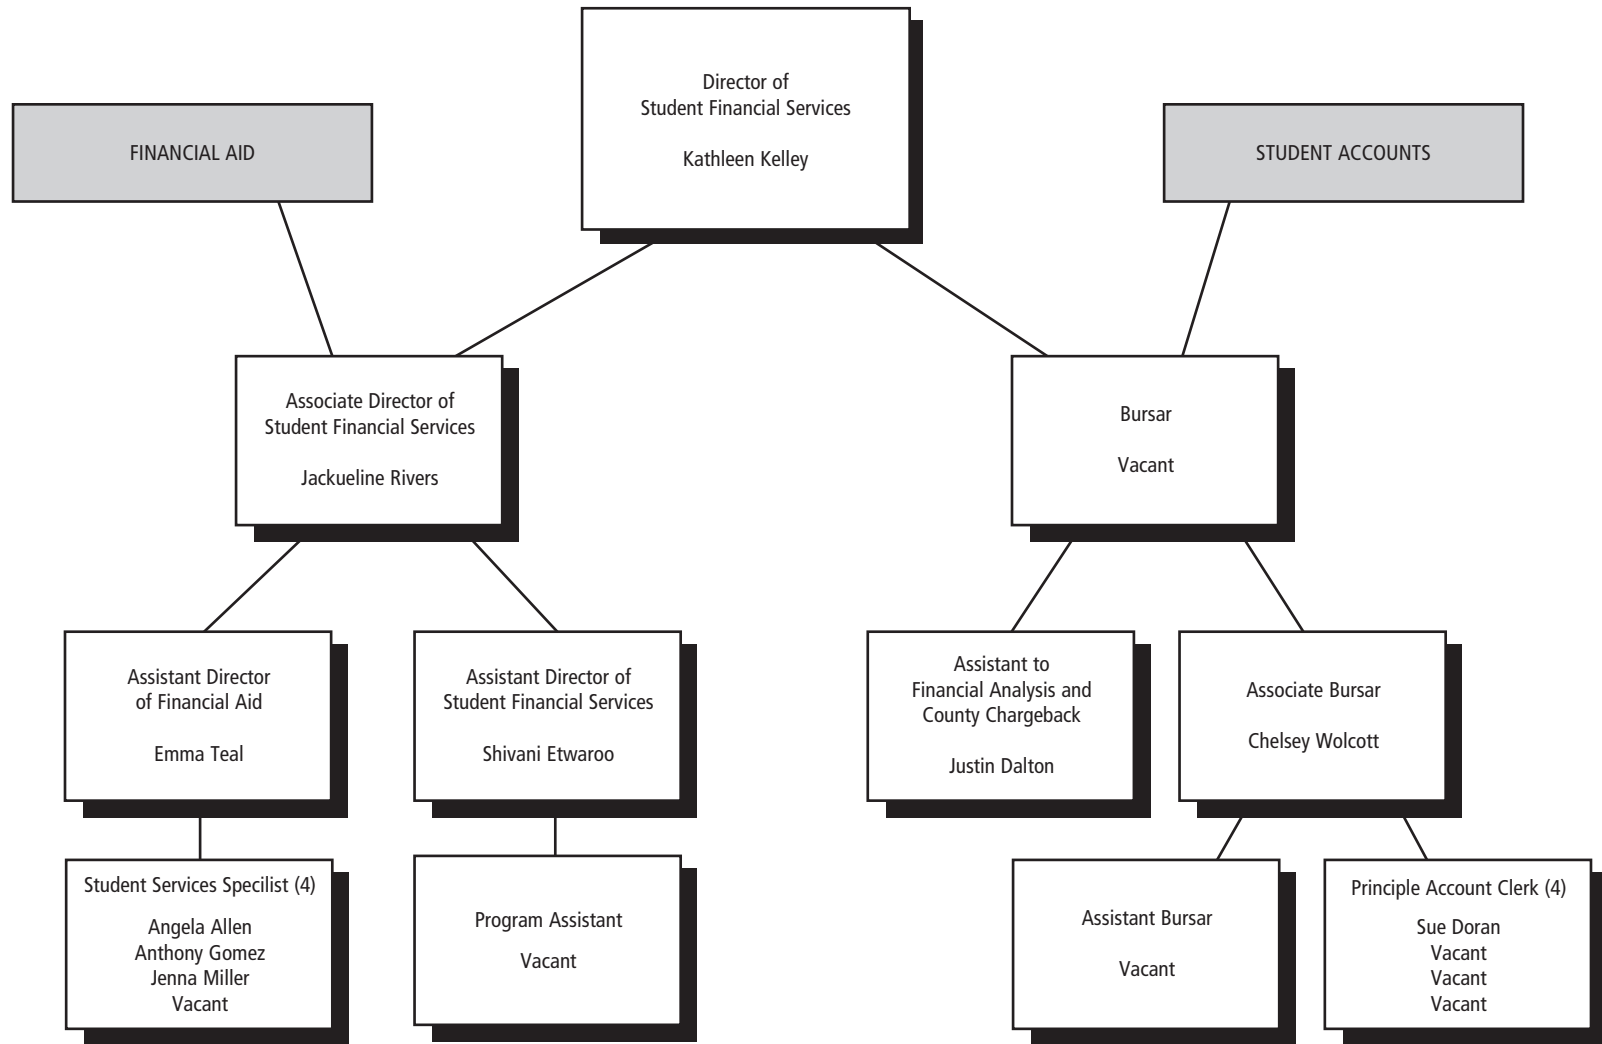 Director of
Student Financial Services
Kathleen Kelley
FINANCIAL AID
STUDENT ACCOUNTS
Associate Director of
Student Financial Services
Jackueline Rivers
Bursar
Vacant
Assistant Director
of Financial Aid
Emma Teal
Assistant Director of
Student Financial Services
Shivani Etwaroo
Assistant to
Financial Analysis and
County Chargeback
Justin Dalton
Associate Bursar
Chelsey Wolcott
Student Services Specilist (4)
Angela Allen
Anthony Gomez
Jenna Miller
Vacant
Program Assistant
Vacant
Assistant Bursar
Vacant
Principle Account Clerk (4)
Sue Doran
Vacant
Vacant
Vacant